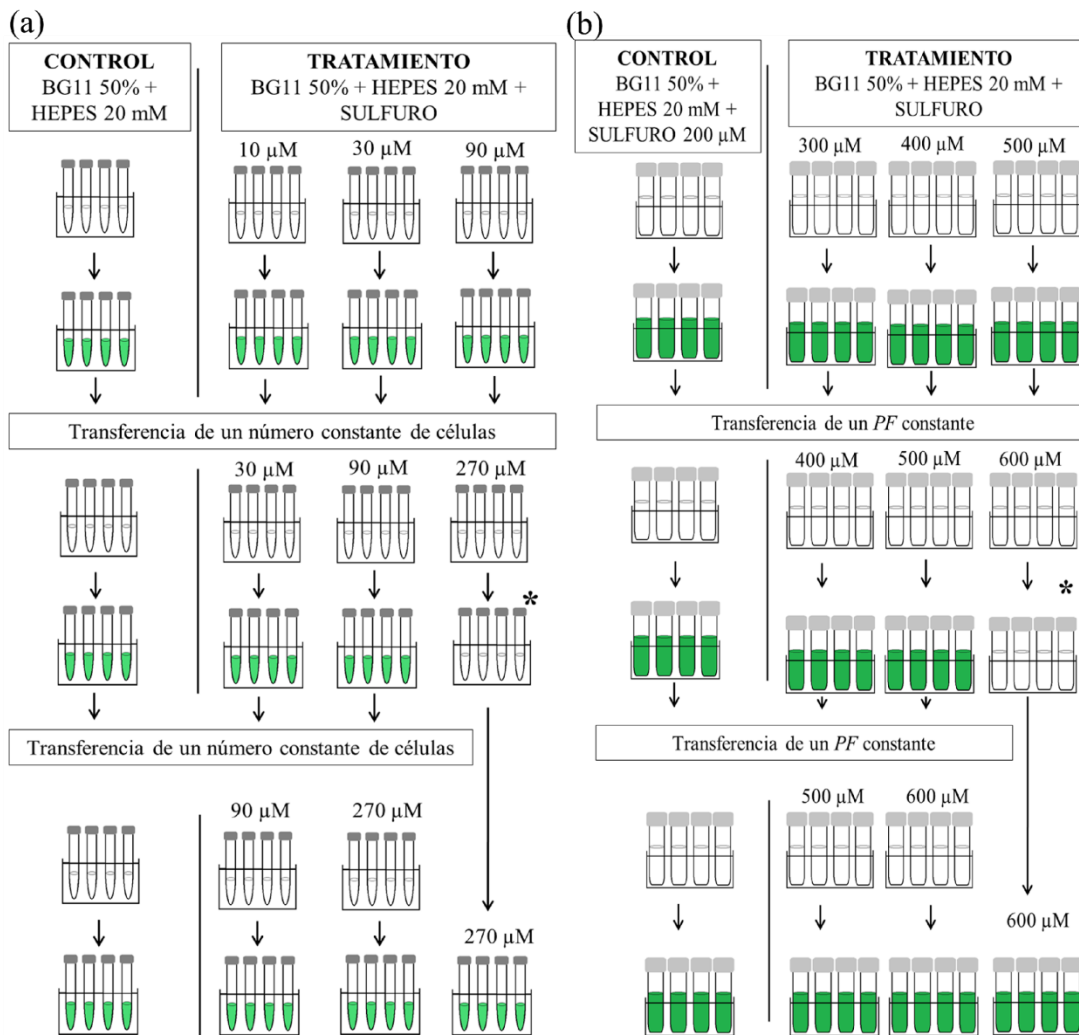 (a)
CONTROL
BG11 50% +
HEPES 20 mM
TRATAMIENTO
BG11 50% + HEPES 20 mM +
SULFURO
10 µM
30 µM
90 µM
Transferencia de un número constante de células
30 µM
90 µM
270 µM
*
Transferencia de un número constante de células
90 µM
270 µM
270 µM
(b)
CONTROL
BG11 50% +
HEPES 20 mM +
SULFURO 200 µM
TRATAMIENTO
BG11 50% + HEPES 20 mM +
SULFURO
300 µM
400 µM
500 µM
Transferencia de un PF constante
400 µM
500 µM
600 µM
*
Transferencia de un PF constante
500 µM
600 µM
600 µM